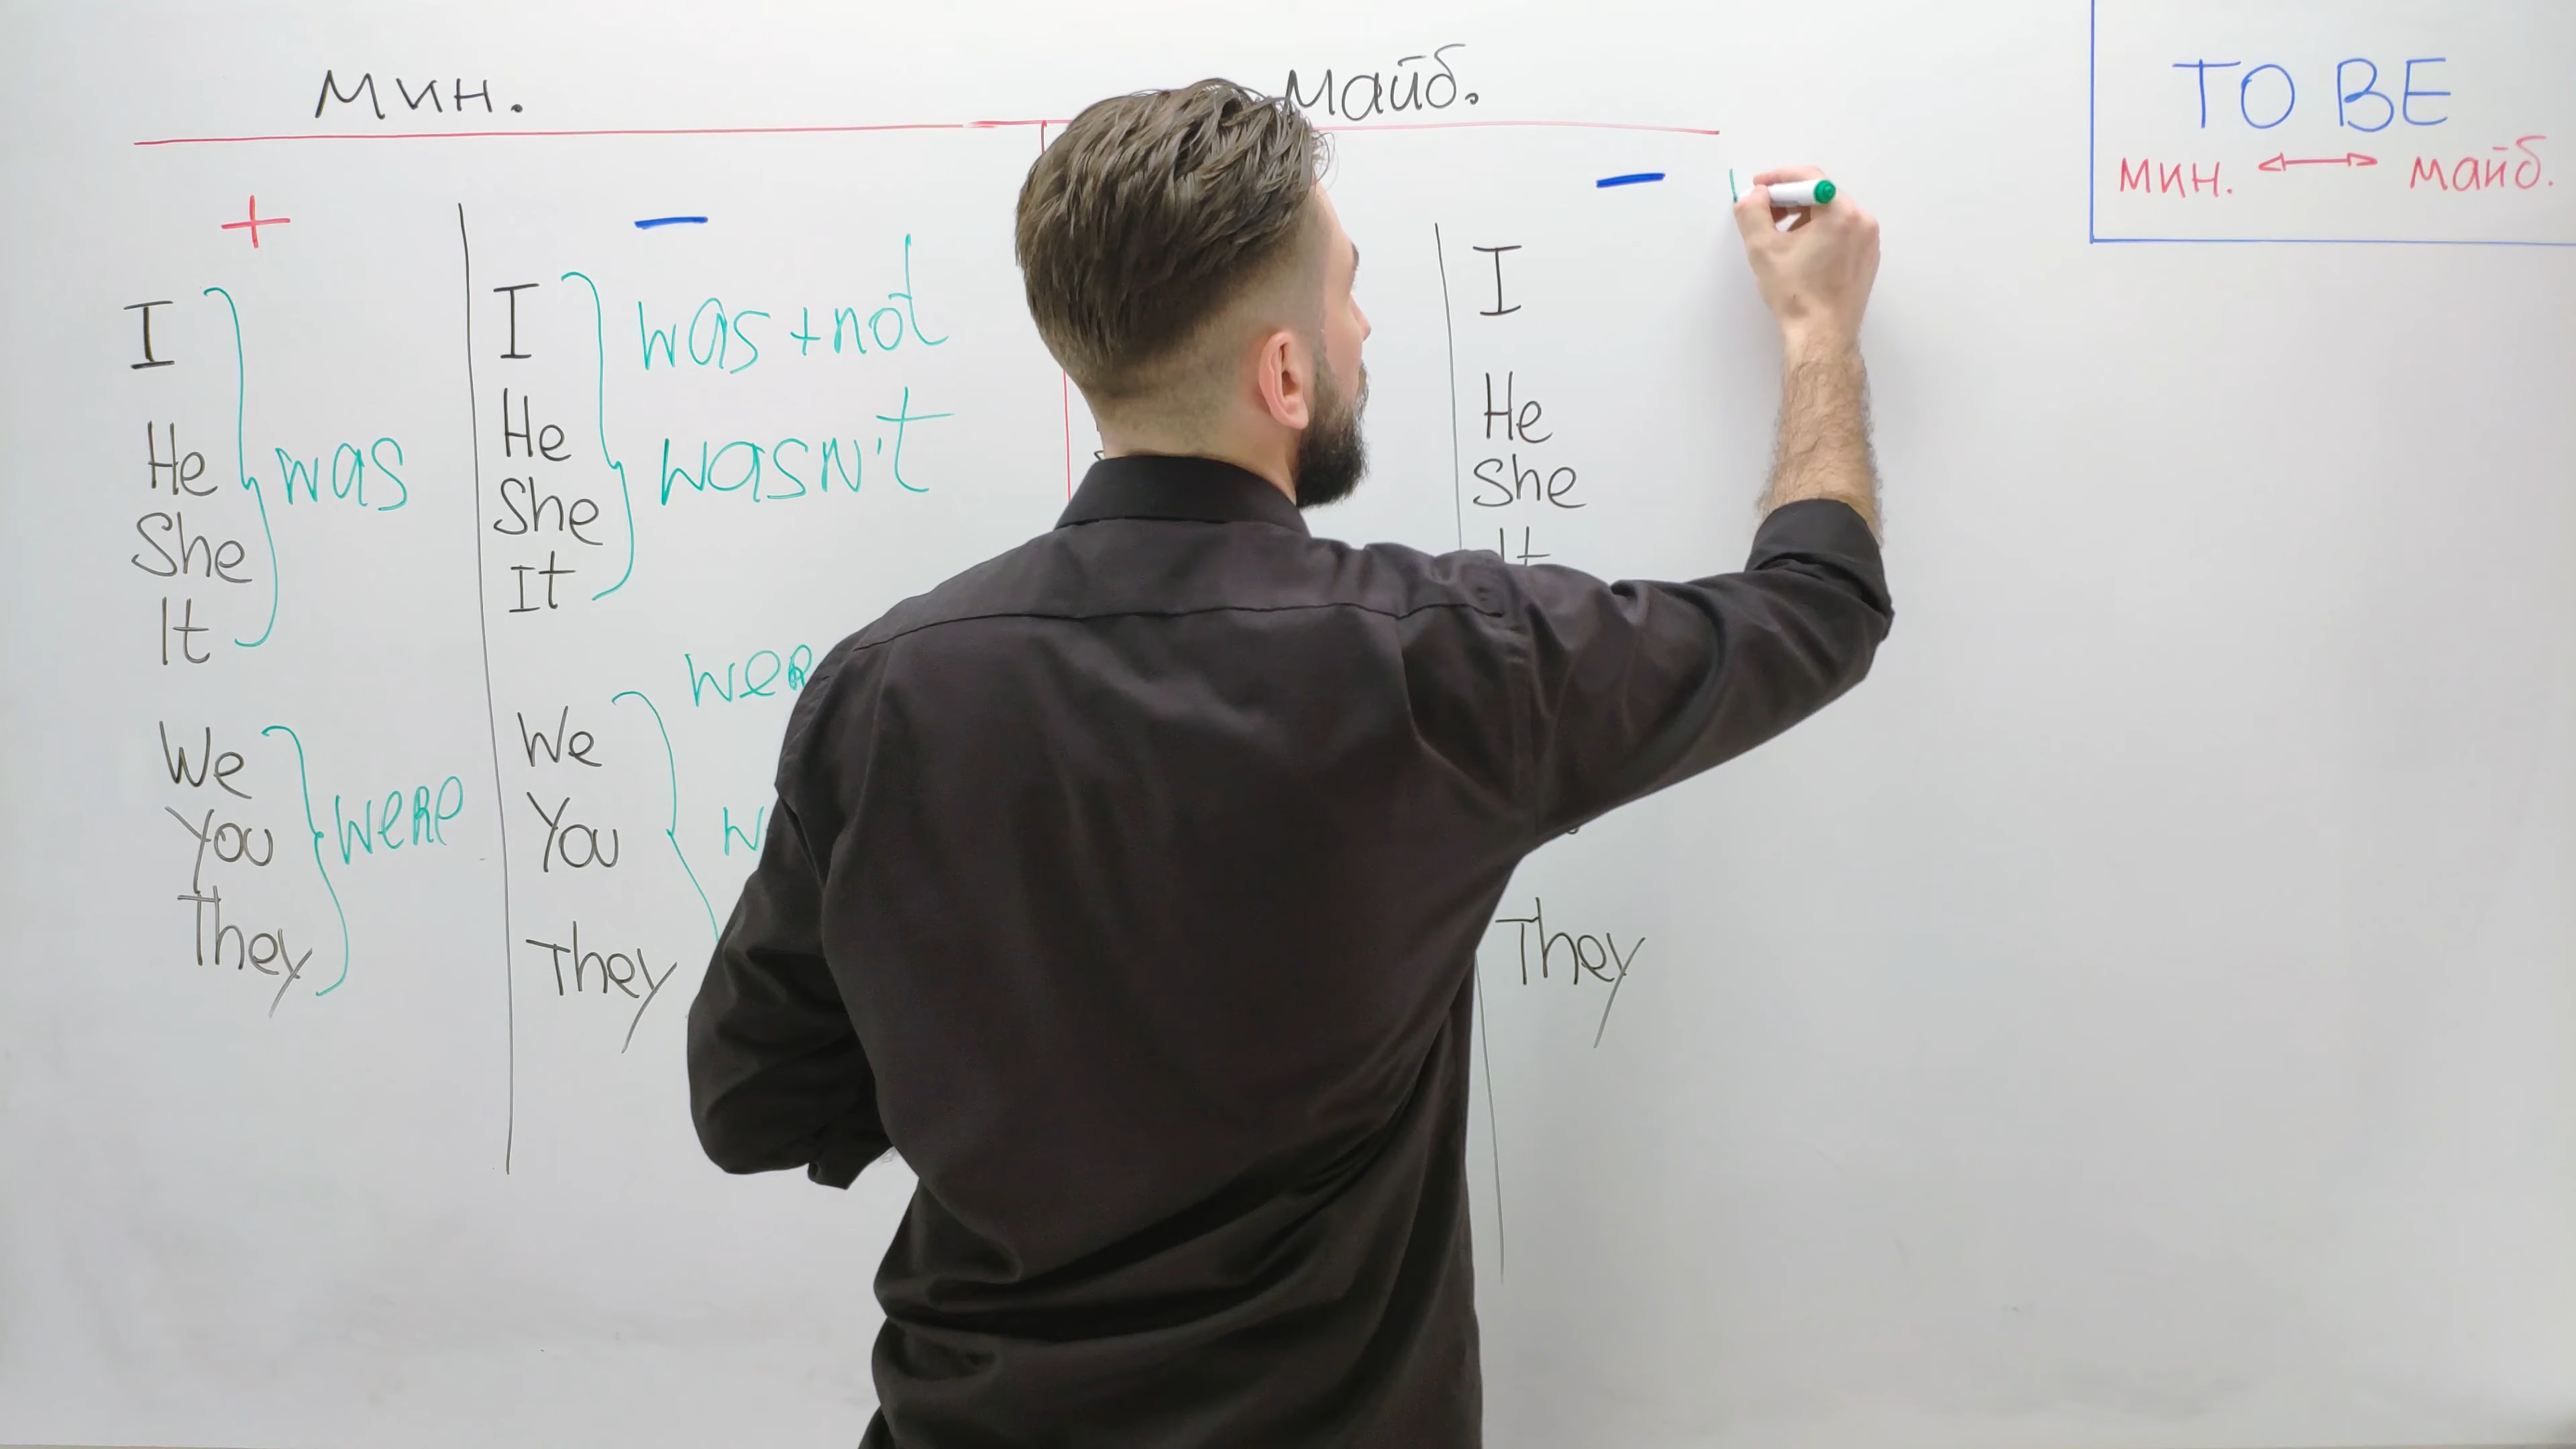 мин.
майб.
TO BE
мин. ↔ майб.
+
I
He
She
It
was
We
You
They
were
−
I
He
She
It
was + not
wasn't
We
You
They
−
I
He
She
It
They